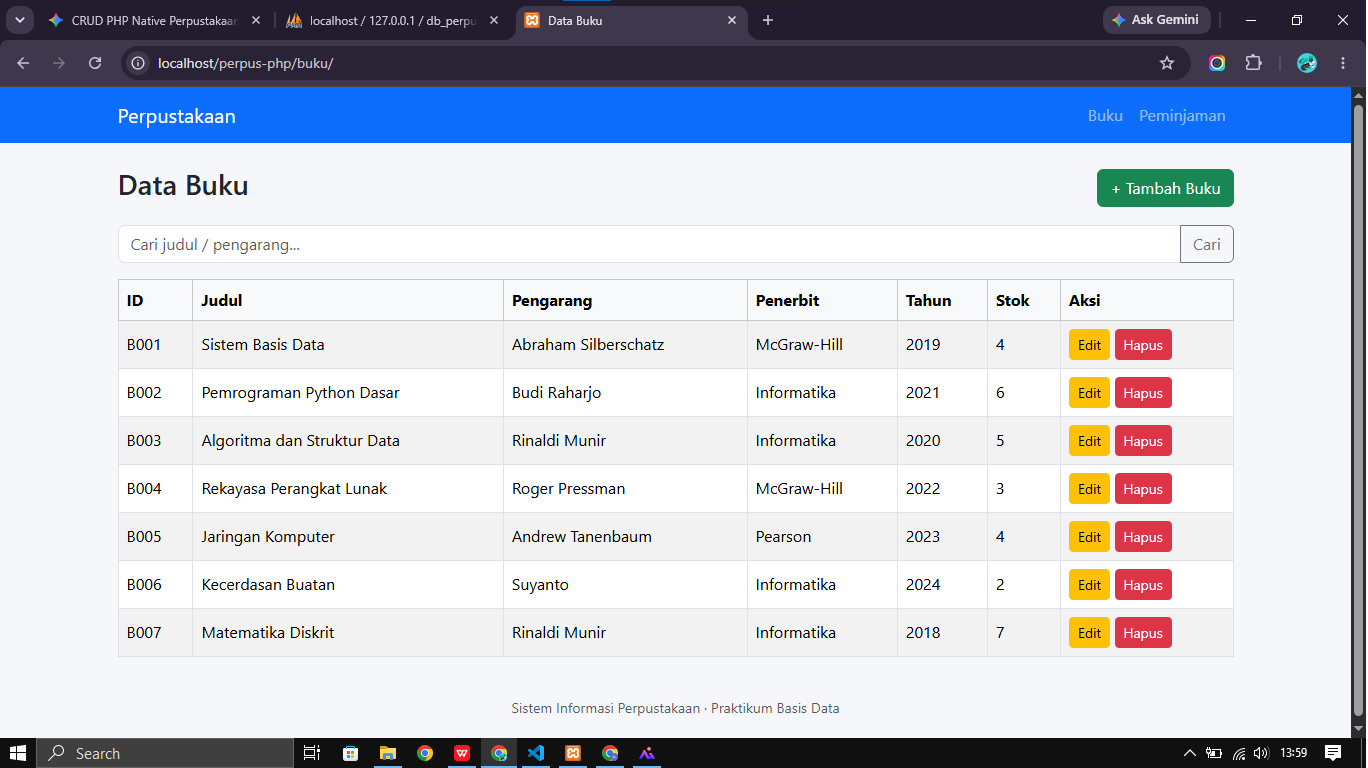 CRUD PHP Native Perpustakaan
localhost / 127.0.0.1 / db_perpu
Data Buku
Ask Gemini
localhost/perpus-php/buku/
Perpustakaan
Buku Peminjaman
Data Buku
+ Tambah Buku
Cari judul / pengarang...
Cari
ID Judul Pengarang Penerbit Tahun Stok Aksi
B001 Sistem Basis Data Abraham Silberschatz McGraw-Hill 2019 4 Edit Hapus
B002 Pemrograman Python Dasar Budi Raharjo Informatika 2021 6 Edit Hapus
B003 Algoritma dan Struktur Data Rinaldi Munir Informatika 2020 5 Edit Hapus
B004 Rekayasa Perangkat Lunak Roger Pressman McGraw-Hill 2022 3 Edit Hapus
B005 Jaringan Komputer Andrew Tanenbaum Pearson 2023 4 Edit Hapus
B006 Kecerdasan Buatan Suyanto Informatika 2024 2 Edit Hapus
B007 Matematika Diskrit Rinaldi Munir Informatika 2018 7 Edit Hapus
Sistem Informasi Perpustakaan · Praktikum Basis Data
Search
13:59